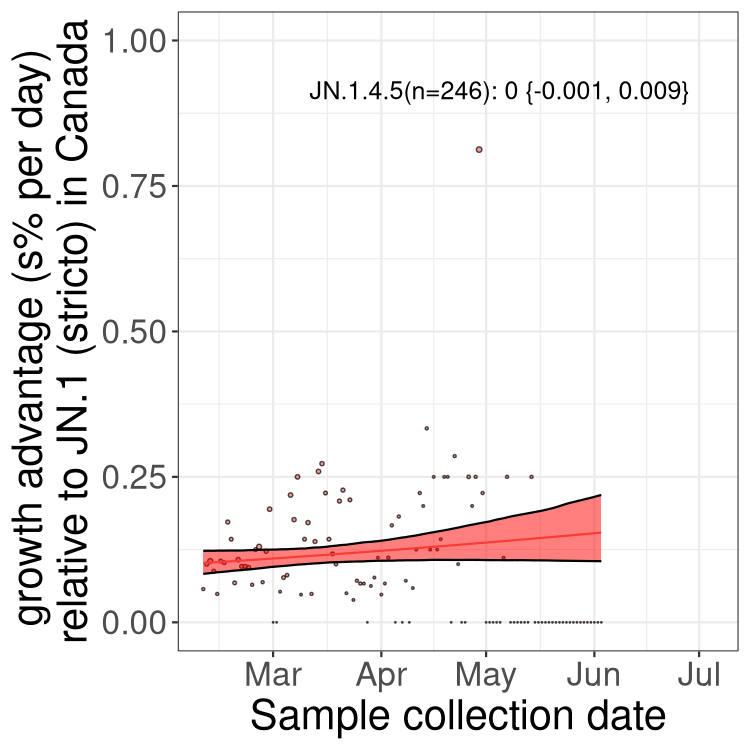 growth advantage (s% per day)
relative to JN.1 (stricto) in Canada
1.00
0.75
0.50
0.25
0.00
JN.1.4.5(n=246): 0 {-0.001, 0.009}
Mar Apr May Jun Jul
Sample collection date